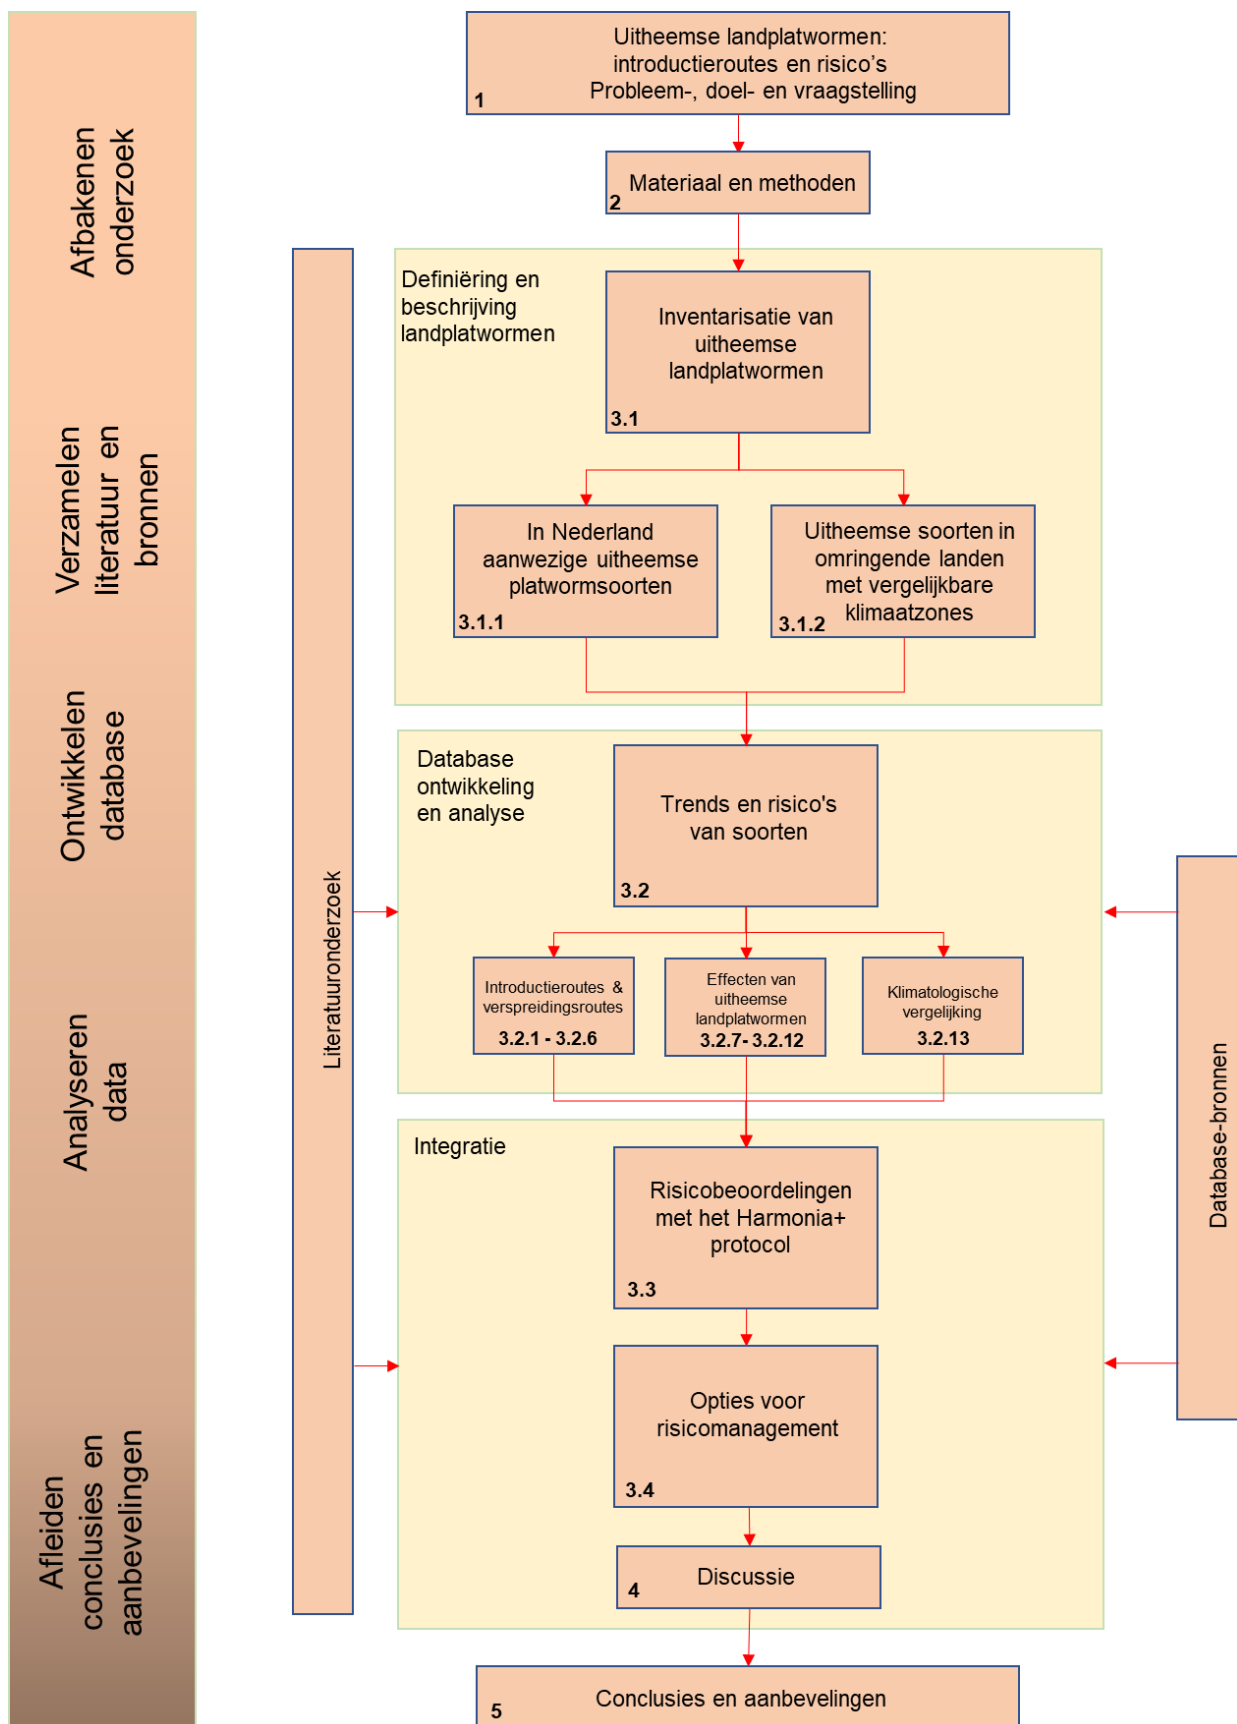 Afbakenen
onderzoek
Verzamelen
literatuur en
bronnen
Ontwikkelen
database
Analyseren
data
Afleiden
conclusies en
aanbevelingen
Uitheemse landplatwormen:
introductieroutes en risico's
Probleem-, doel- en vraagstelling
1
Materiaal en methoden
2
Literatuuronderzoek
Definiëring en
beschrijving
landplatwormen
Inventarisatie van
uitheemse
landplatwormen
3.1
In Nederland
aanwezige uitheemse
platwormsoorten
3.1.1
Uitheemse soorten in
omringende landen
met vergelijkbare
klimaatzones
3.1.2
Database
ontwikkeling
en analyse
Trends en risico's
van soorten
3.2
Introductieroutes &
verspreidingsroutes
3.2.1 - 3.2.6
Effecten van
uitheemse
landplatwormen
3.2.7- 3.2.12
Klimatologische
vergelijking
3.2.13
Database-bronnen
Integratie
Risicobeoordelingen
met het Harmonia+
protocol
3.3
Opties voor
risicomanagement
3.4
Discussie
4
Conclusies en aanbevelingen
5